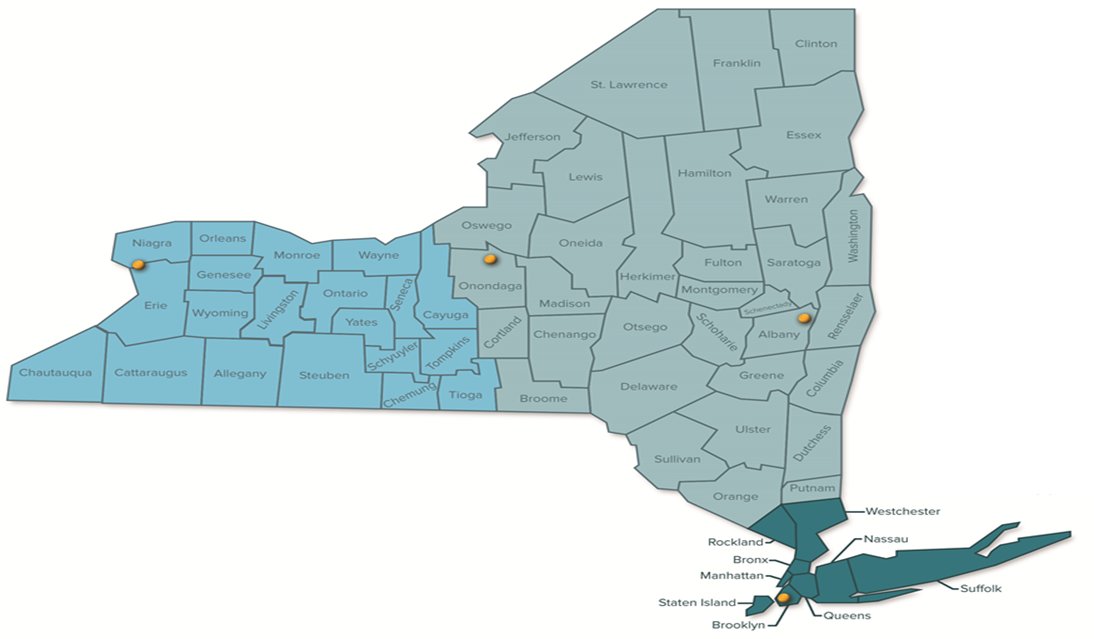 Clinton
Franklin
St. Lawrence
Essex
Jefferson
Hamilton
Lewis
Warren
Washington
Oswego
Oneida
Niagra
Orleans
Monroe
Wayne
Fulton
Saratoga
Genesee
Herkimer
Onondaga
Montgomery
Ontario
Seneca
Madison
Erie
Wyoming
Livingston
Cayuga
Schenectady
Rensselaer
Yates
Cortland
Chenango
Otsego
Schoharie
Albany
Schyuyler
Tompkins
Chautauqua
Cattaraugus
Allegany
Steuben
Greene
Columbia
Chemung
Tioga
Broome
Delaware
Ulster
Dutchess
Sullivan
Putnam
Orange
Westchester
Rockland
Nassau
Bronx
Manhattan
Suffolk
Staten Island
Queens
Brooklyn